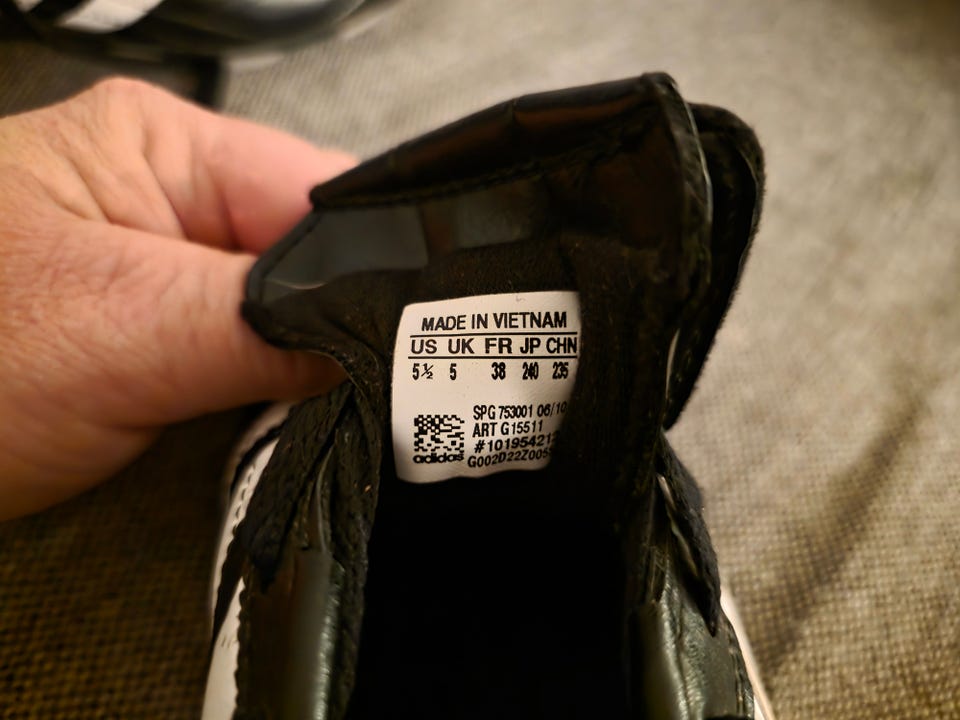 MADE IN VIETNAM
US UK FR JP CHN
5½ 5 38 240 235
SPG 753001 06/10
ART G15511
adidas